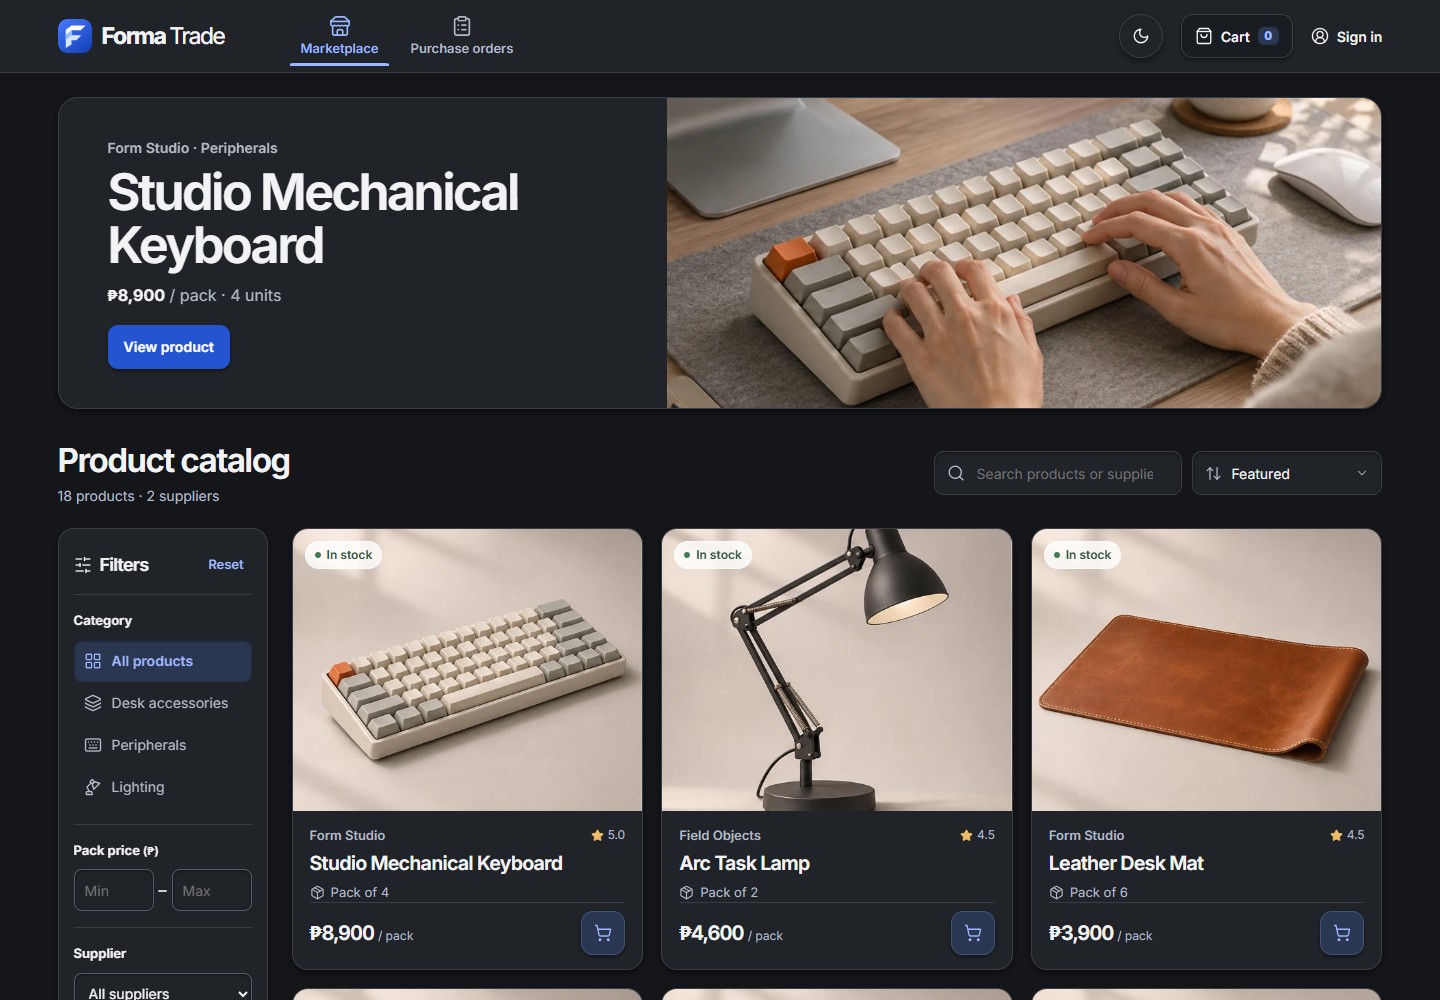 Forma Trade
Marketplace
Purchase orders
Cart 0
Sign in
Form Studio · Peripherals
Studio Mechanical
Keyboard
₱8,900 / pack · 4 units
View product
Product catalog
18 products · 2 suppliers
Search products or supplie
Featured
Filters
Reset
Category
All products
Desk accessories
Peripherals
Lighting
Pack price (₱)
Min – Max
Supplier
All suppliers
In stock
Form Studio 5.0
Studio Mechanical Keyboard
Pack of 4
₱8,900 / pack
In stock
Field Objects 4.5
Arc Task Lamp
Pack of 2
₱4,600 / pack
In stock
Form Studio 4.5
Leather Desk Mat
Pack of 6
₱3,900 / pack